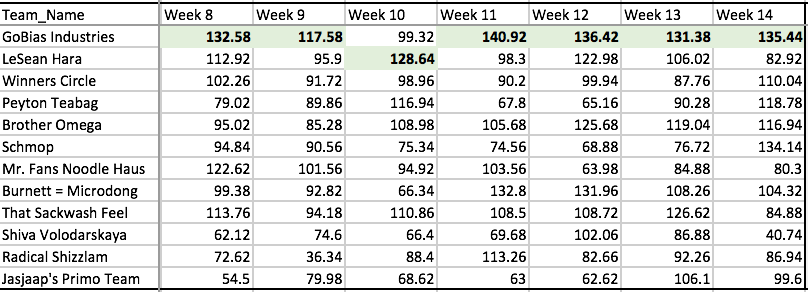 Team_Name Week 8 Week 9 Week 10 Week 11 Week 12 Week 13 Week 14
GoBias Industries 132.58 117.58 99.32 140.92 136.42 131.38 135.44
LeSean Hara 112.92 95.9 128.64 98.3 122.98 106.02 82.92
Winners Circle 102.26 91.72 98.96 90.2 99.94 87.76 110.04
Peyton Teabag 79.02 89.86 116.94 67.8 65.16 90.28 118.78
Brother Omega 95.02 85.28 108.98 105.68 125.68 119.04 116.94
Schmop 94.84 90.56 75.34 74.56 68.88 76.72 134.14
Mr. Fans Noodle Haus 122.62 101.56 94.92 103.56 63.98 84.88 80.3
Burnett = Microdong 99.38 92.82 66.34 132.8 131.96 108.26 104.32
That Sackwash Feel 113.76 94.18 110.86 108.5 108.72 126.62 84.88
Shiva Volodarskaya 62.12 74.6 66.4 69.68 102.06 86.88 40.74
Radical Shizzlam 72.62 36.34 88.4 113.26 82.66 92.26 86.94
Jasjaap's Primo Team 54.5 79.98 68.62 63 62.62 106.1 99.6